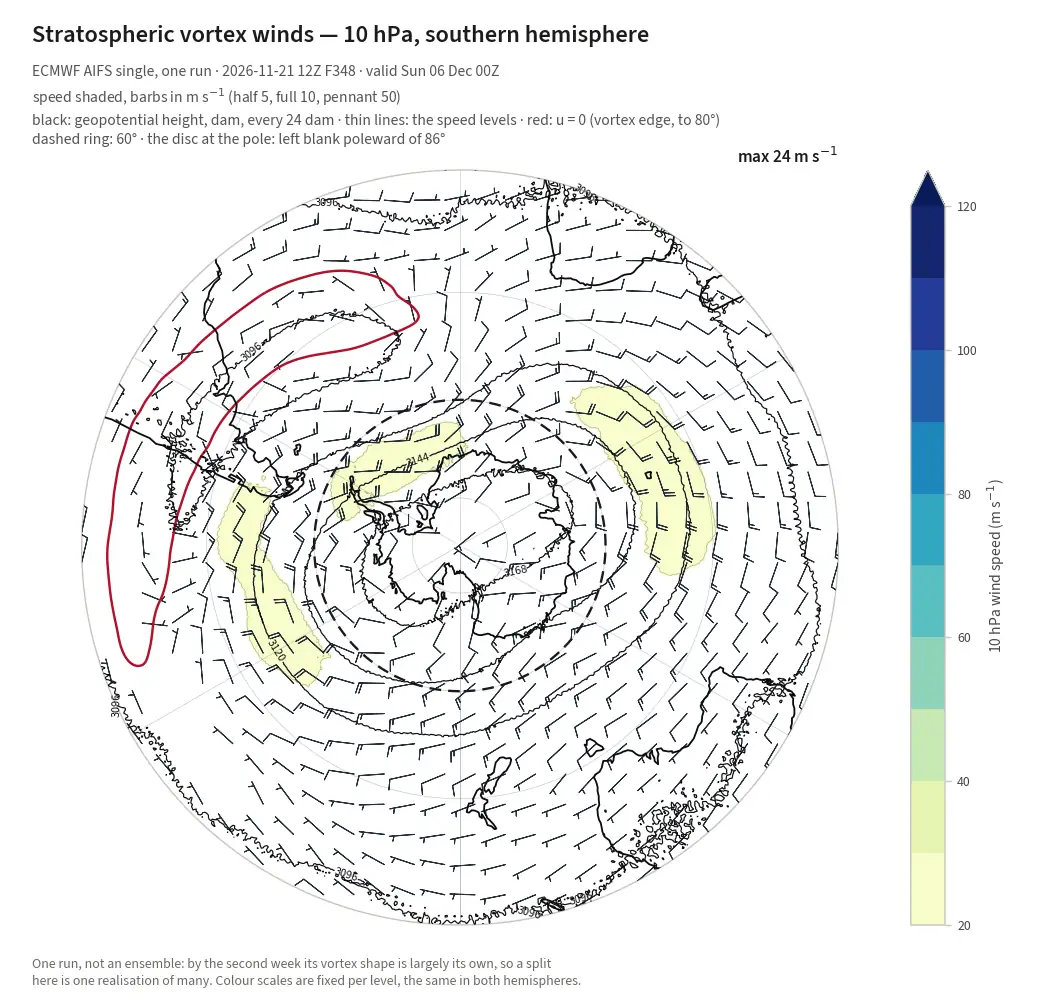 Stratospheric vortex winds — 10 hPa, southern hemisphere
ECMWF AIFS single, one run · 2026-11-21 12Z F348 · valid Sun 06 Dec 00Z
speed shaded, barbs in m s⁻¹ (half 5, full 10, pennant 50)
black: geopotential height, dam, every 24 dam · thin lines: the speed levels · red: u = 0 (vortex edge, to 80°)
dashed ring: 60° · the disc at the pole: left blank poleward of 86°
max 24 m s⁻¹
3096
3096
3144
3168
3120
3096
3096
3096
120
100
80
60
40
20
10 hPa wind speed (m s⁻¹)
One run, not an ensemble: by the second week its vortex shape is largely its own, so a split
here is one realisation of many. Colour scales are fixed per level, the same in both hemispheres.